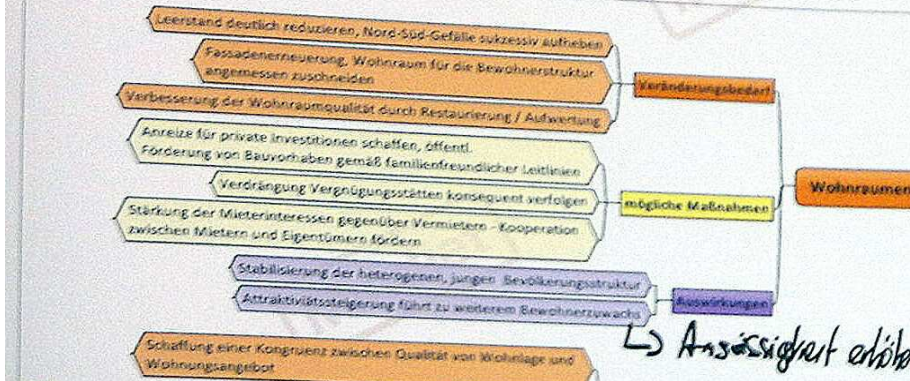 Leerstand deutlich reduzieren, Nord-Süd-Gefälle sukzessiv aufheben
Fassadenerneuerung, Wohnraum für die Bewohnerstruktur
angemessen zuschneiden
Verbesserung der Wohnraumqualität durch Restaurierung / Aufwertung
Veränderungsbedarf
Anreize für private Investitionen schaffen, öffentl.
Förderung von Bauvorhaben gemäß familienfreundlicher Leitlinien
Verdrängung Vergnügungsstätten konsequent verfolgen
Stärkung der Mieterinteressen gegenüber Vermietern - Kooperation
zwischen Mietern und Eigentümern fördern
mögliche Maßnahmen
Wohnraumen
Stabilisierung der heterogenen, jungen Bevölkerungsstruktur
Attraktivitätssteigerung führt zu weiterem Bewohnerzuwachs
Auswirkungen
↳ Ansässigkeit erhöhe
Schaffung einer Kongruenz zwischen Qualität von Wohnlage und
Wohnungsangebot